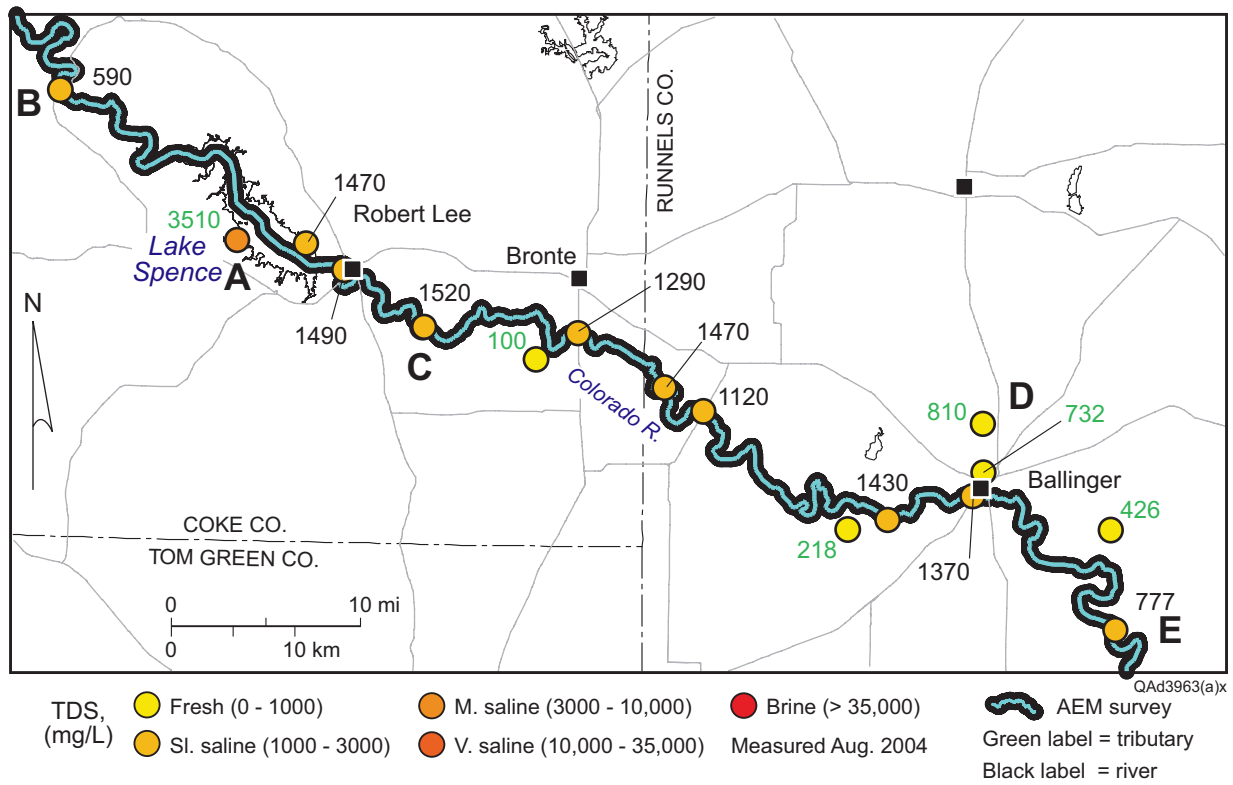 590
B
RUNNELS CO.
1470
3510
Robert Lee
Lake
Spence
A
Bronte
1290
N
1520
1490
100
1470
C
Colorado R.
1120
D
810
732
1430
Ballinger
426
218
COKE CO.
TOM GREEN CO.
1370
777
E
0 10 mi
0 10 km
QAd3963(a)x
TDS,
(mg/L)
Fresh (0 - 1000)
Sl. saline (1000 - 3000)
M. saline (3000 - 10,000)
V. saline (10,000 - 35,000)
Brine (> 35,000)
Measured Aug. 2004
AEM survey
Green label = tributary
Black label = river